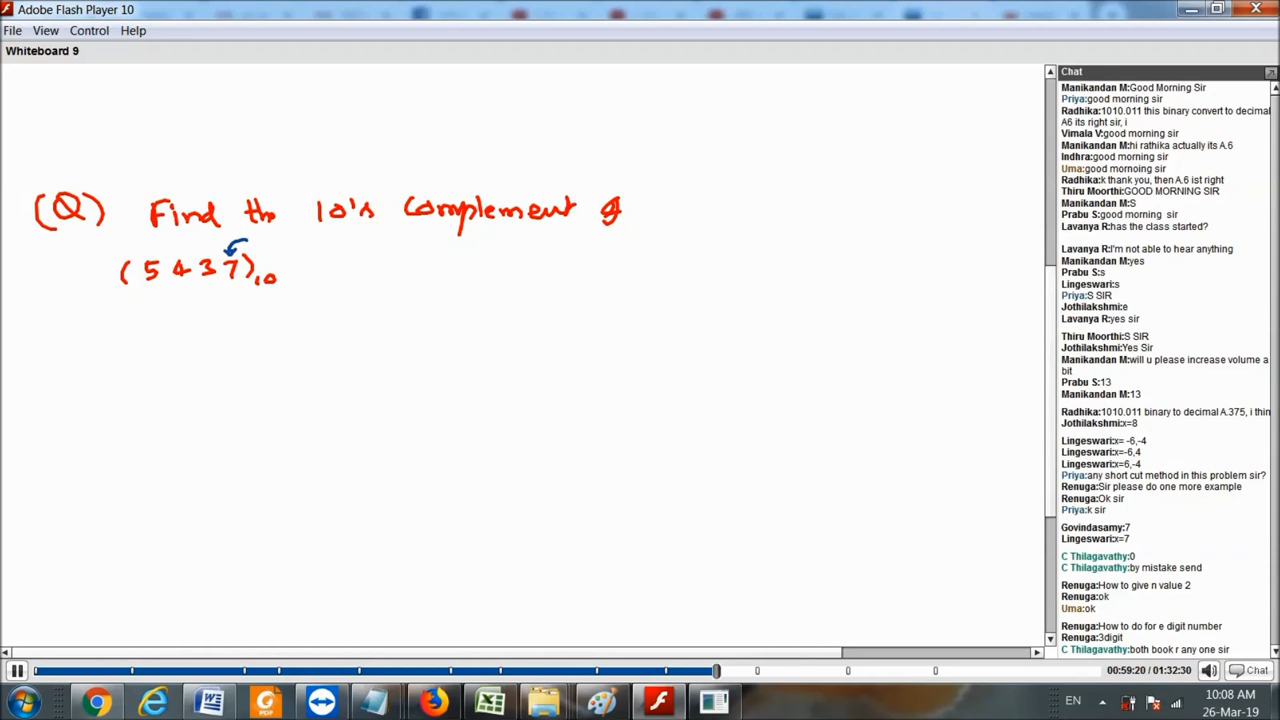 Adobe Flash Player 10
File View Control Help
Whiteboard 9
(Q) Find the 10's complement of
(5437)10
Chat
Manikandan M:Good Morning Sir
Priya:good morning sir
Radhika:1010.011 this binary convert to decimal
A6 its right sir, i
Vimala V:good morning sir
Manikandan M:hi rathika actually its A.6
Indhra:good morning sir
Uma:good mornoing sir
Radhika:k thank you, then A.6 ist right
Thiru Moorthi:GOOD MORNING SIR
Manikandan M:S
Prabu S:good morning sir
Lavanya R:has the class started?
Lavanya R:I'm not able to hear anything
Manikandan M:yes
Prabu S:s
Lingeswari:s
Priya:S SIR
Jothilakshmi:e
Lavanya R:yes sir
Thiru Moorthi:S SIR
Jothilakshmi:Yes Sir
Manikandan M:will u please increase volume a
bit
Prabu S:13
Manikandan M:13
Radhika:1010.011 binary to decimal A.375, i thin
Jothilakshmi:x=8
Lingeswari:x= -6,-4
Lingeswari:x=-6,4
Lingeswari:x=6,-4
Priya:any short cut method in this problem sir?
Renuga:Sir please do one more example
Renuga:Ok sir
Priya:k sir
Govindasamy:7
Lingeswari:x=7
C Thilagavathy:0
C Thilagavathy:by mistake send
Renuga:How to give n value 2
Renuga:ok
Uma:ok
Renuga:How to do for e digit number
Renuga:3digit
C Thilagavathy:both book r any one sir
00:59:20 / 01:32:30
Chat
EN
10:08 AM
26-Mar-19